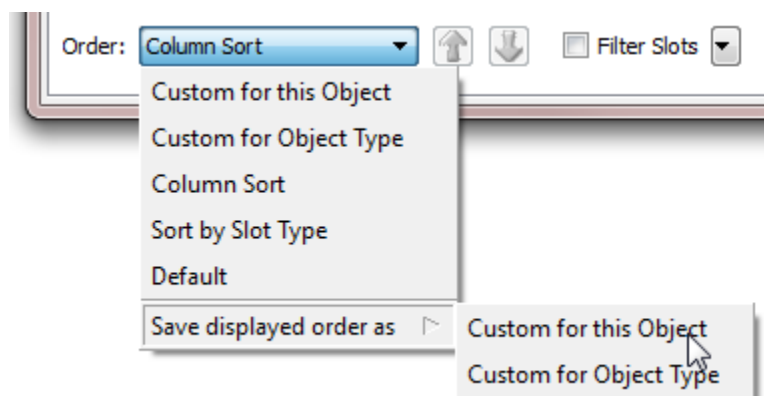 Order: Column Sort Filter Slots
Custom for this Object
Custom for Object Type
Column Sort
Sort by Slot Type
Default
Save displayed order as
Custom for this Object
Custom for Object Type